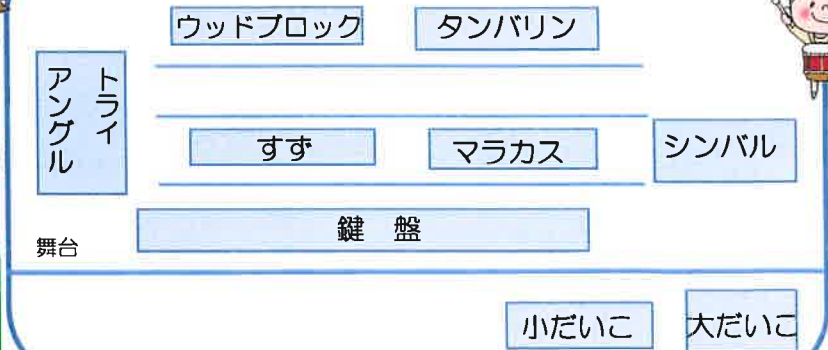 ウッドブロック
タンバリン
トライ
アングル
すず
マラカス
シンバル
鍵 盤
舞台
小だいこ
大だいこ